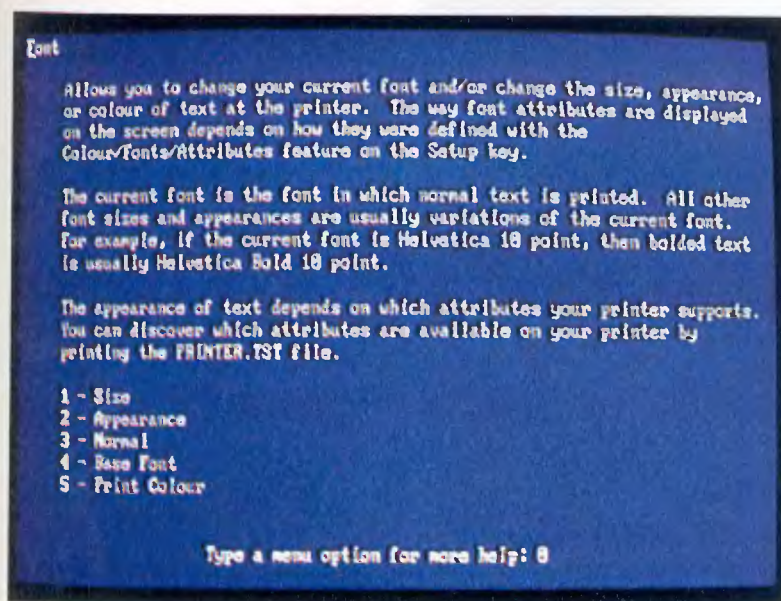 Font
Allows you to change your current font and/or change the size, appearance,
or colour of text at the printer. The way font attributes are displayed
on the screen depends on how they were defined with the
Colour/Fonts/Attributes feature on the Setup key.
The current font is the font in which normal text is printed. All other
font sizes and appearances are usually variations of the current font.
For example, if the current font is Helvetica 10 point, then bolded text
is usually Helvetica Bold 10 point.
The appearance of text depends on which attributes your printer supports.
You can discover which attributes are available on your printer by
printing the PRINTER.TST file.
1 - Size
2 - Appearance
3 - Normal
4 - Base Font
5 - Print Colour
Type a menu option for more help: 0